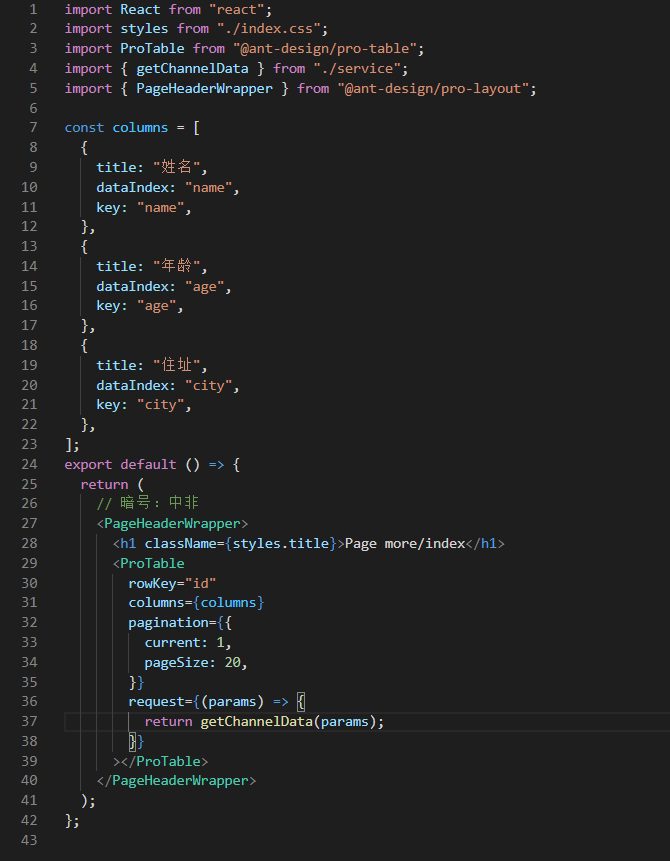 1 import React from "react";
2 import styles from "./index.css";
3 import ProTable from "@ant-design/pro-table";
4 import { getChannelData } from "./service";
5 import { PageHeaderWrapper } from "@ant-design/pro-layout";
6
7 const columns = [
8   {
9     title: "姓名",
10     dataIndex: "name",
11     key: "name",
12   },
13   {
14     title: "年龄",
15     dataIndex: "age",
16     key: "age",
17   },
18   {
19     title: "住址",
20     dataIndex: "city",
21     key: "city",
22   },
23 ];
24 export default () => {
25   return (
26     // 暗号：中非
27     <PageHeaderWrapper>
28       <h1 className={styles.title}>Page more/index</h1>
29       <ProTable
30         rowKey="id"
31         columns={columns}
32         pagination={{
33           current: 1,
34           pageSize: 20,
35         }}
36         request={(params) => {
37           return getChannelData(params);
38         }}
39       ></ProTable>
40     </PageHeaderWrapper>
41   );
42 };
43